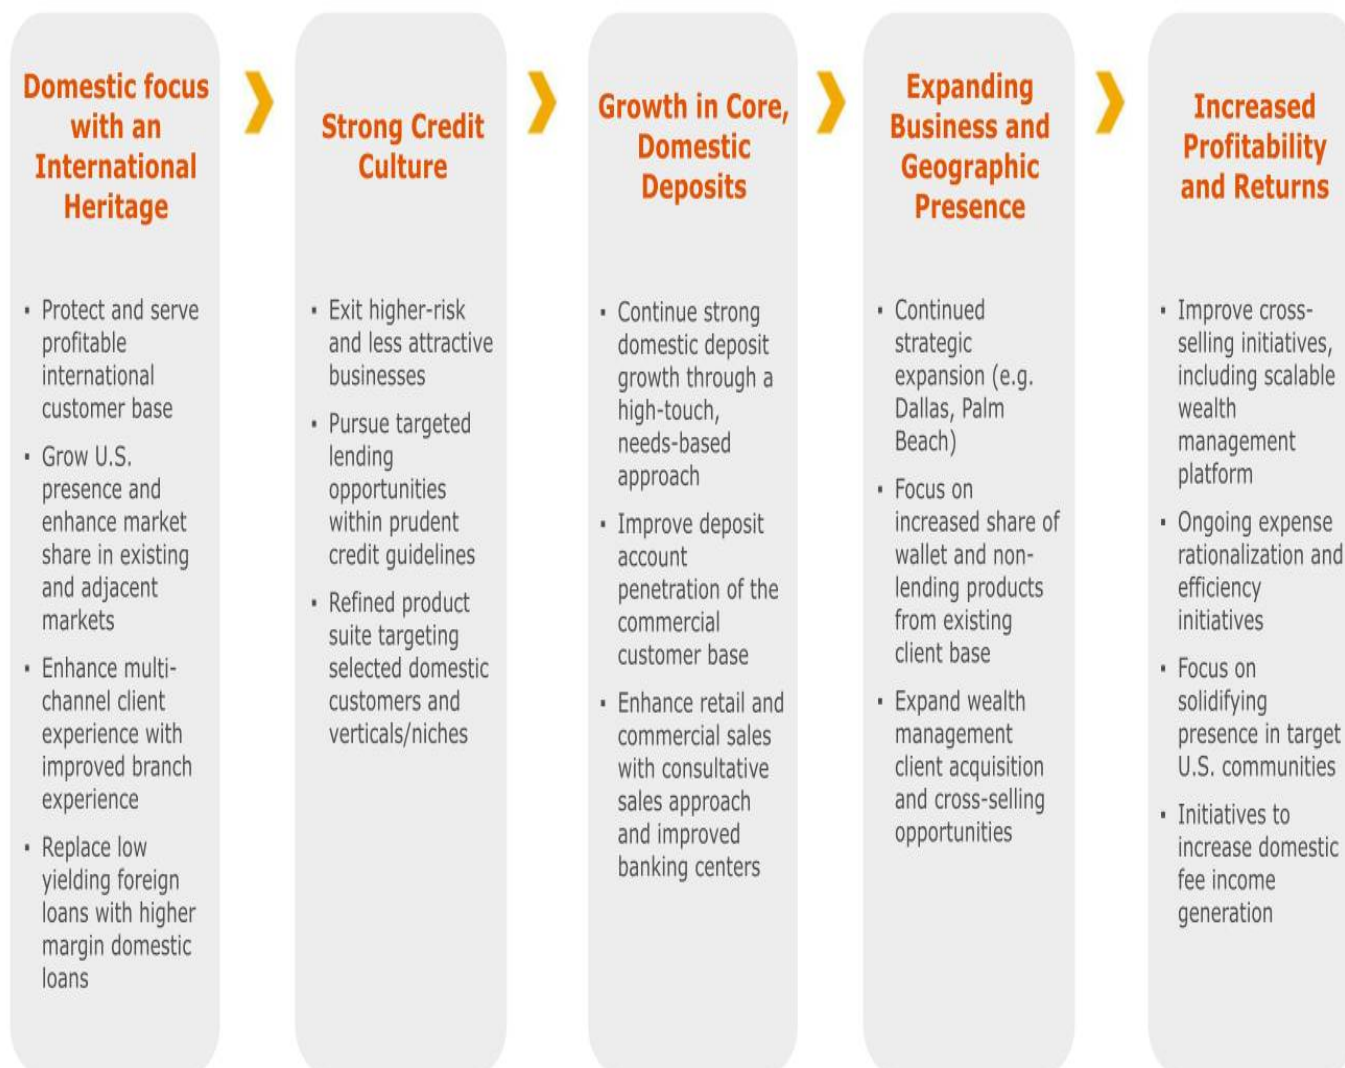 Domestic focus
with an
International
Heritage
▪ Protect and serve
profitable
international
customer base
▪ Grow U.S.
presence and
enhance market
share in existing
and adjacent
markets
▪ Enhance multi-
channel client
experience with
improved branch
experience
▪ Replace low
yielding foreign
loans with higher
margin domestic
loans
Strong Credit
Culture
▪ Exit higher-risk
and less attractive
businesses
▪ Pursue targeted
lending
opportunities
within prudent
credit guidelines
▪ Refined product
suite targeting
selected domestic
customers and
verticals/niches
Growth in Core,
Domestic
Deposits
▪ Continue strong
domestic deposit
growth through a
high-touch,
needs-based
approach
▪ Improve deposit
account
penetration of the
commercial
customer base
▪ Enhance retail and
commercial sales
with consultative
sales approach
and improved
banking centers
Expanding
Business and
Geographic
Presence
▪ Continued
strategic
expansion (e.g.
Dallas, Palm
Beach)
▪ Focus on
increased share of
wallet and non-
lending products
from existing
client base
▪ Expand wealth
management
client acquisition
and cross-selling
opportunities
Increased
Profitability
and Returns
▪ Improve cross-
selling initiatives,
including scalable
wealth
management
platform
▪ Ongoing expense
rationalization and
efficiency
initiatives
▪ Focus on
solidifying
presence in target
U.S. communities
▪ Initiatives to
increase domestic
fee income
generation